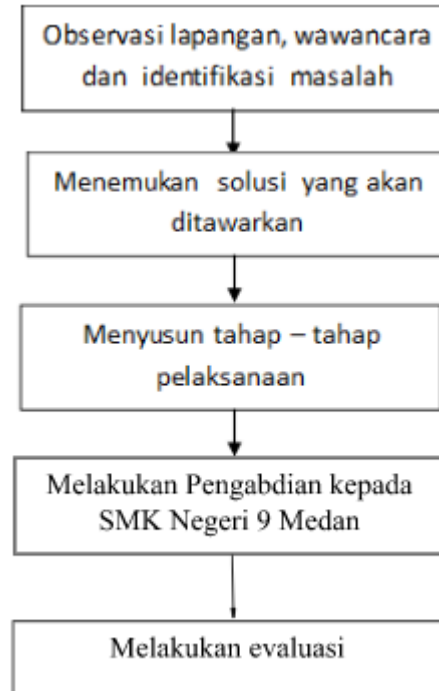 Observasi lapangan, wawancara
dan identifikasi masalah
Menemukan solusi yang akan
ditawarkan
Menyusun tahap – tahap
pelaksanaan
Melakukan Pengabdian kepada
SMK Negeri 9 Medan
Melakukan evaluasi